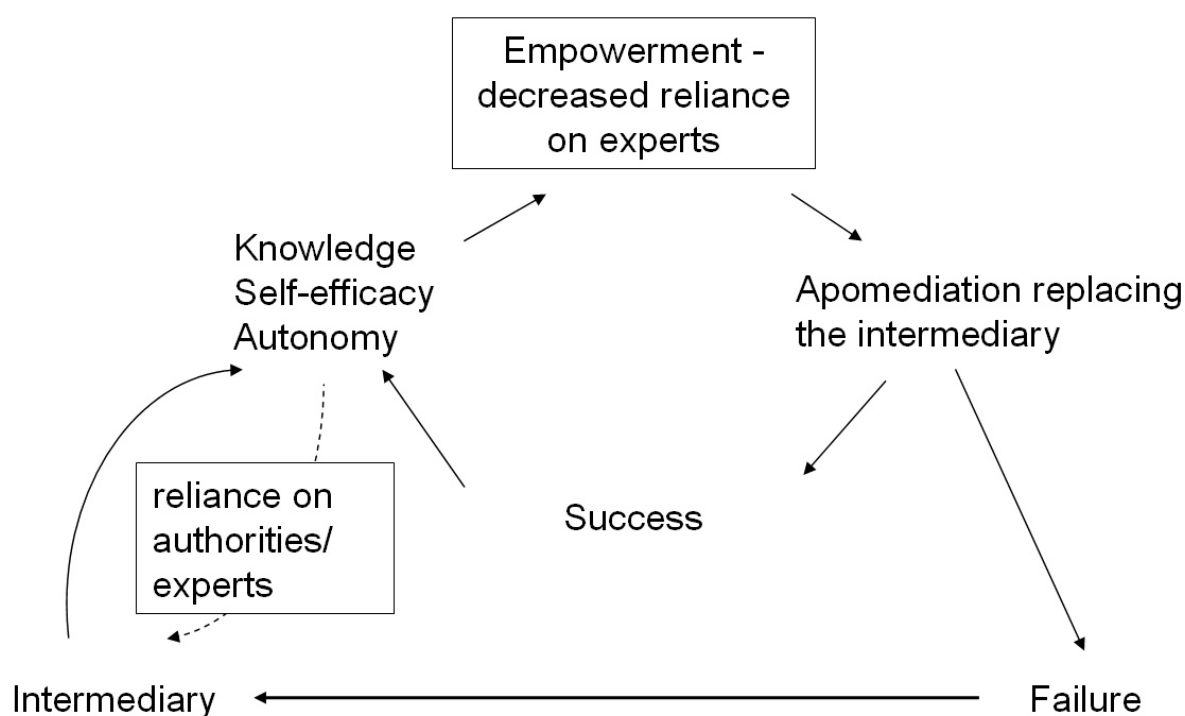 Empowerment -
decreased reliance
on experts
Knowledge
Self-efficacy
Autonomy
Apomediation replacing
the intermediary
reliance on
authorities/
experts
Success
Intermediary
Failure